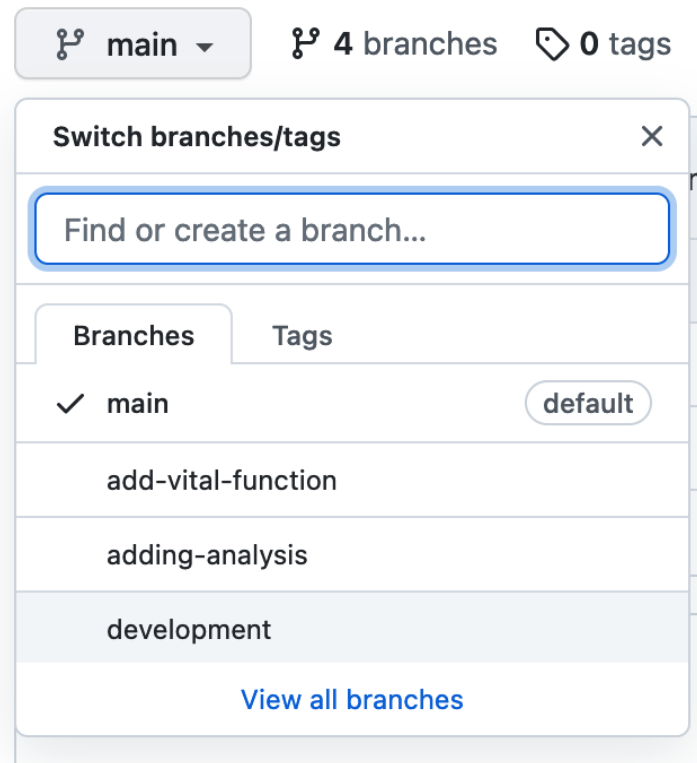 main 4 branches 0 tags
Switch branches/tags
Find or create a branch...
Branches Tags
main default
add-vital-function
adding-analysis
development
View all branches